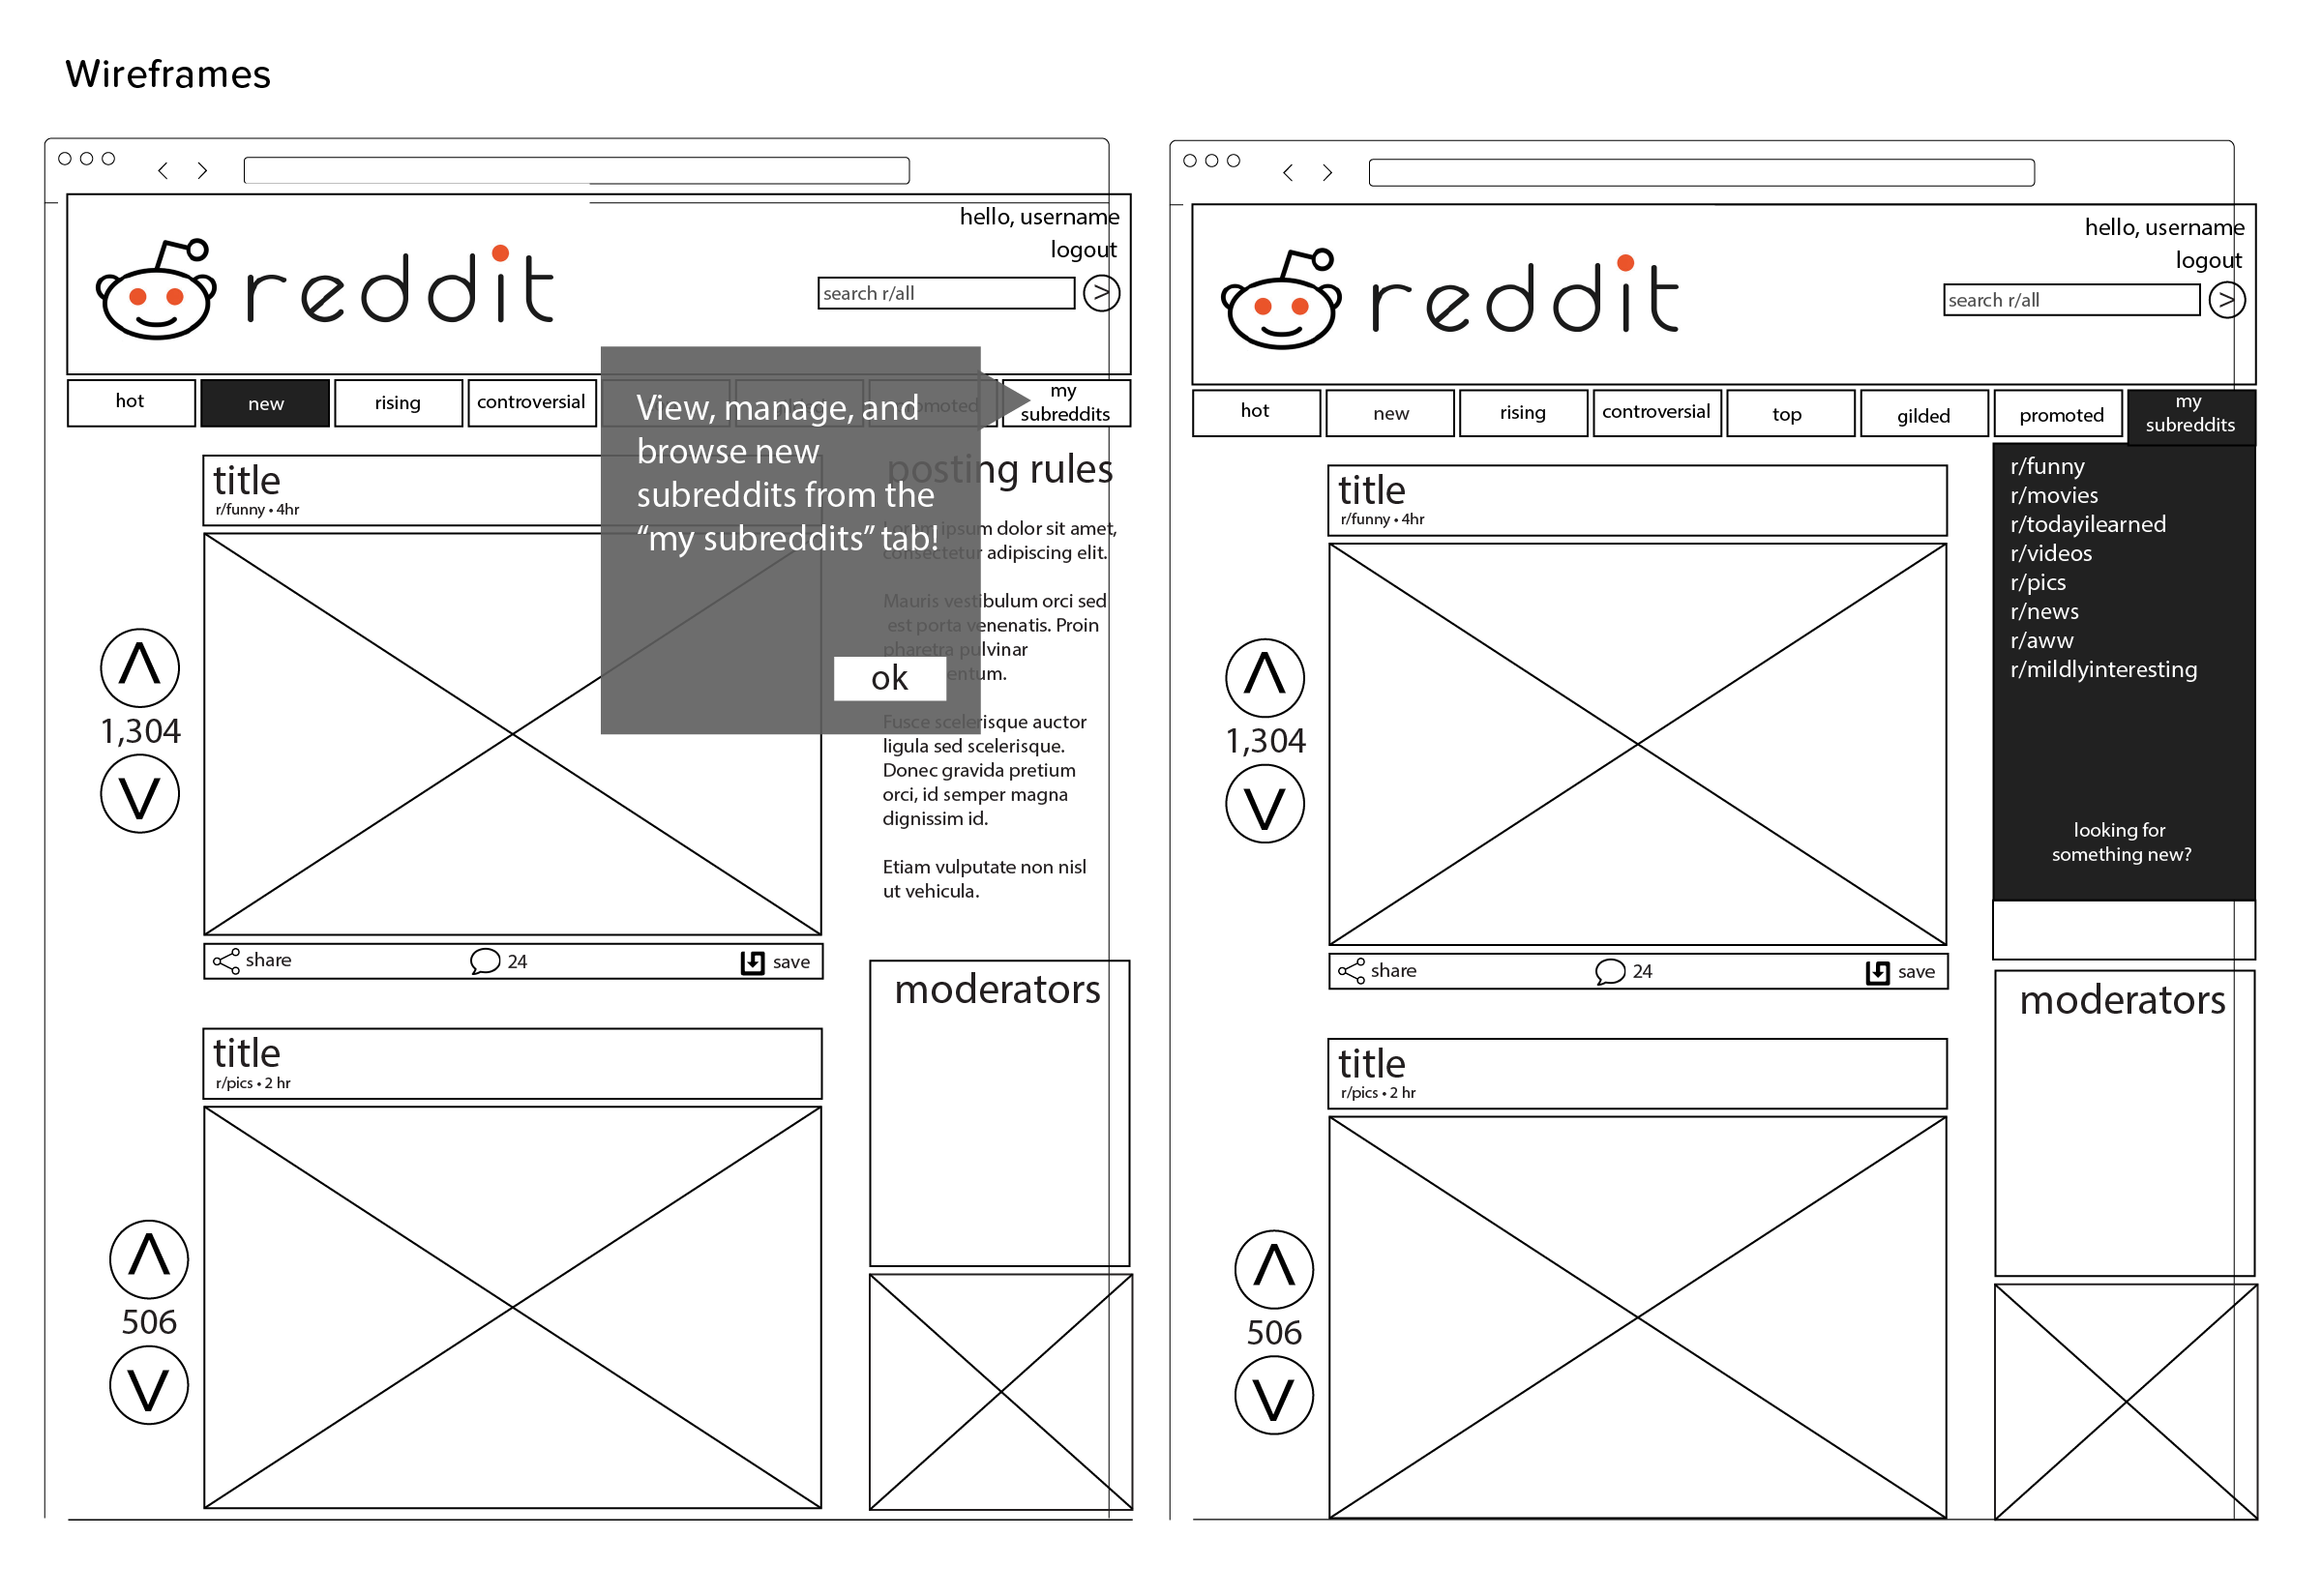 Wireframes
hello, username
logout
reddit
search r/all
>
hot
new
rising
controversial
promoted
my
subreddits
View, manage, and
browse new
subreddits from the
“my subreddits” tab!
ok
title
r/funny • 4hr
1,304
share
24
save
posting rules
Lorem ipsum dolor sit amet,
consectetur adipiscing elit.
Mauris vestibulum orci sed
est porta venenatis. Proin
pharetra pulvinar
entum.
Fusce scelerisque auctor
ligula sed scelerisque.
Donec gravida pretium
orci, id semper magna
dignissim id.
Etiam vulputate non nisl
ut vehicula.
moderators
title
r/pics • 2 hr
506
hello, username
logout
reddit
search r/all
>
hot
new
rising
controversial
top
gilded
promoted
my
subreddits
r/funny
r/movies
r/todayilearned
r/videos
r/pics
r/news
r/aww
r/mildlyinteresting
looking for
something new?
title
r/funny • 4hr
1,304
share
24
save
moderators
title
r/pics • 2 hr
506